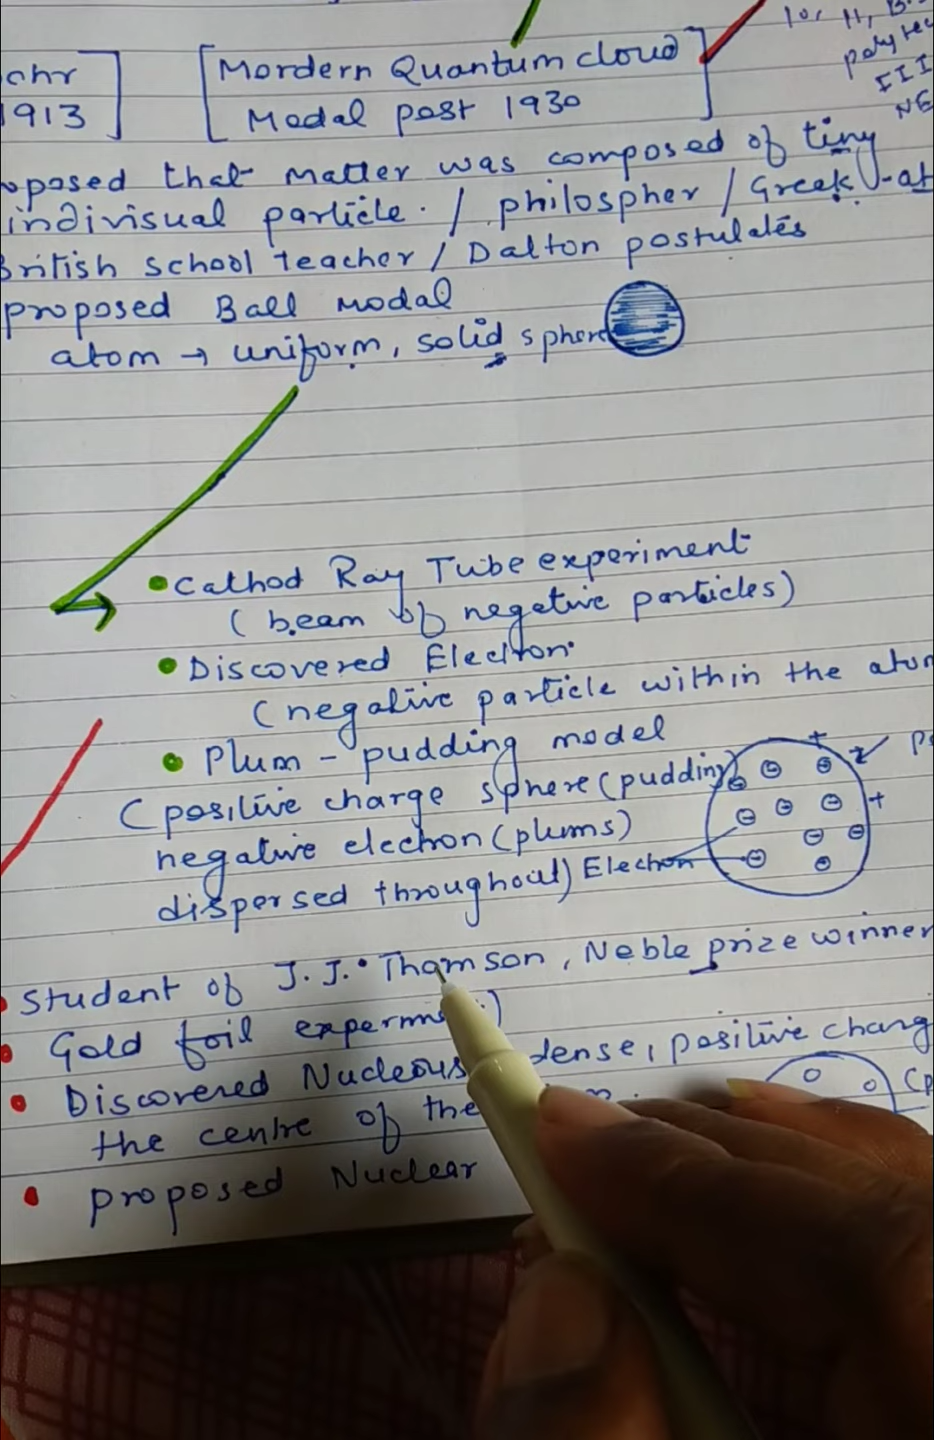 10, 11, B.
ohr] [Mordern Quantum cloud
1913] Modal post 1930]
oposed that matter was composed of tiny
indivisual particle. / philospher / Greek
British school teacher / Dalton postulates
proposed Ball modal
atom → uniform, solid sphere
• Cathod Ray Tube experiment
(beam of negative particles)
• Discovered Electron.
(negative particle within the atom
• Plum - pudding model
(positive charge sphere (pudding)
negative electron (plums)
dispersed throughout) Electron
• Student of J.J. Thomson, Neble prize winner
• Gold foil experm
• Discovered Nucleous dense, positive charg
the centre of the
• proposed Nuclear